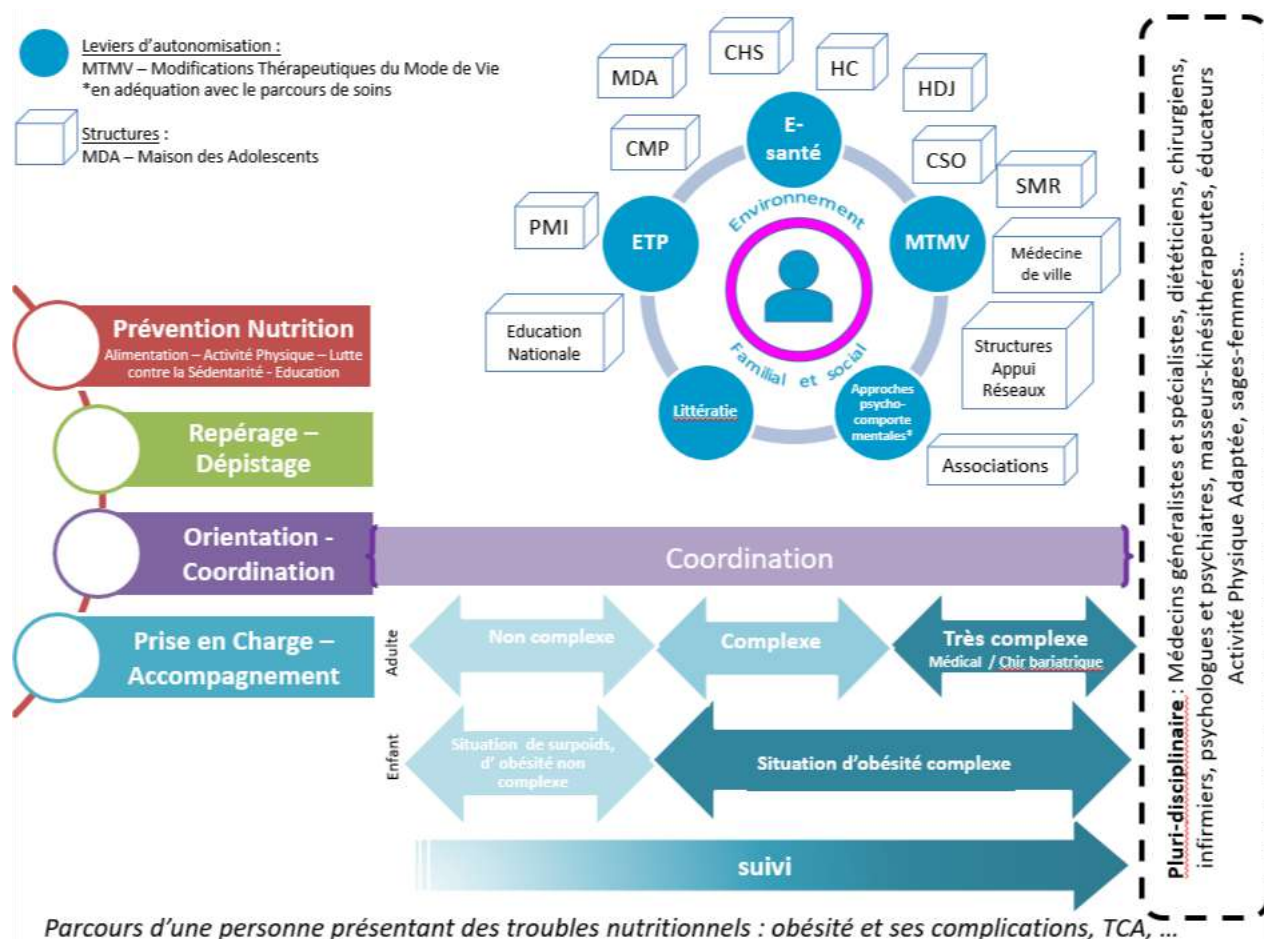 Leviers d'autonomisation :
MTMV – Modifications Thérapeutiques du Mode de Vie
*en adéquation avec le parcours de soins
Structures :
MDA – Maison des Adolescents
MDA
CHS
HC
HDJ
CMP
E-
santé
CSO
SMR
PMI
ETP
Environnement
MTMV
Médecine
de ville
Education
Nationale
Familial et social
Structures
Appui
Réseaux
Littératie
Approches
psycho-
comporte
mentales*
Associations
Prévention Nutrition
Alimentation – Activité Physique – Lutte
contre la Sédentarité - Education
Repérage –
Dépistage
Orientation -
Coordination
Coordination
Prise en Charge –
Accompagnement
Adulte
Non complexe
Complexe
Très complexe
Médical / Chir bariatrique
Enfant
Situation de surpoids,
d' obésité non
complexe
Situation d'obésité complexe
suivi
Pluri-disciplinaire : Médecins généralistes et spécialistes, diététiciens, chirurgiens,
infirmiers, psychologues et psychiatres, masseurs-kinésithérapeutes, éducateurs
Activité Physique Adaptée, sages-femmes...
Parcours d'une personne présentant des troubles nutritionnels : obésité et ses complications, TCA, ...